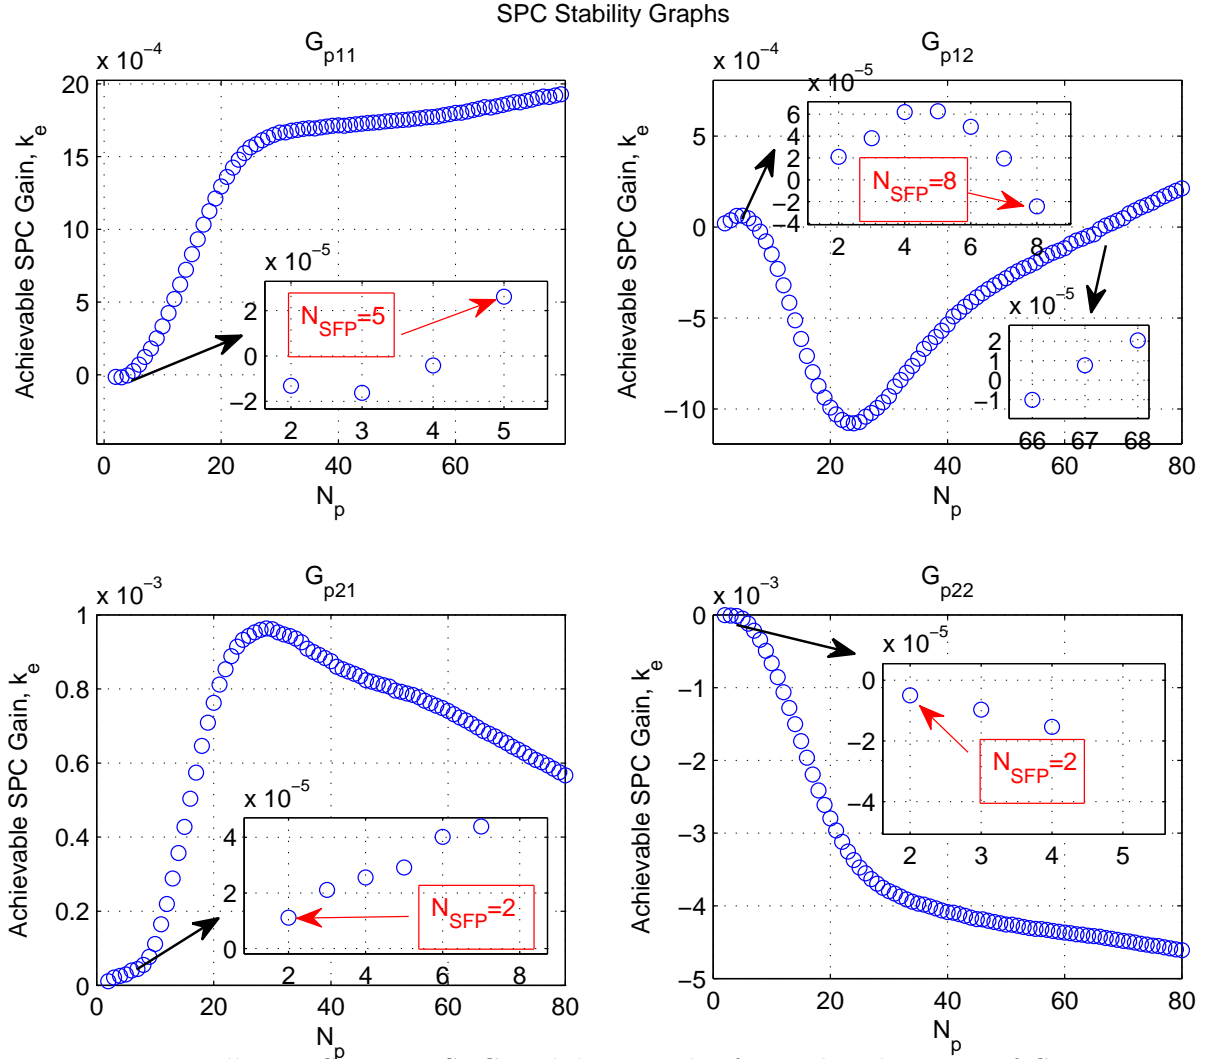 SPC Stability Graphs
G_p11
x 10^−4
Achievable SPC Gain, k_e
20
15
10
5
0
0 20 40 60
N_p
x 10^−5
2
0
−2
2 3 4 5
N_SFP=5
G_p12
x 10^−4
Achievable SPC Gain, k_e
5
0
−5
−10
20 40 60 80
N_p
x 10^−5
6
4
2
0
−2
−4
2 4 6 8
N_SFP=8
x 10^−5
2
1
0
−1
66 67 68
G_p21
x 10^−3
Achievable SPC Gain, k_e
1
0.8
0.6
0.4
0.2
0
0 20 40 60 80
N_p
x 10^−5
4
2
0
2 4 6 8
N_SFP=2
G_p22
x 10^−3
Achievable SPC Gain, k_e
0
−1
−2
−3
−4
−5
0 20 40 60 80
N_p
x 10^−5
0
−2
−4
2 3 4 5
N_SFP=2